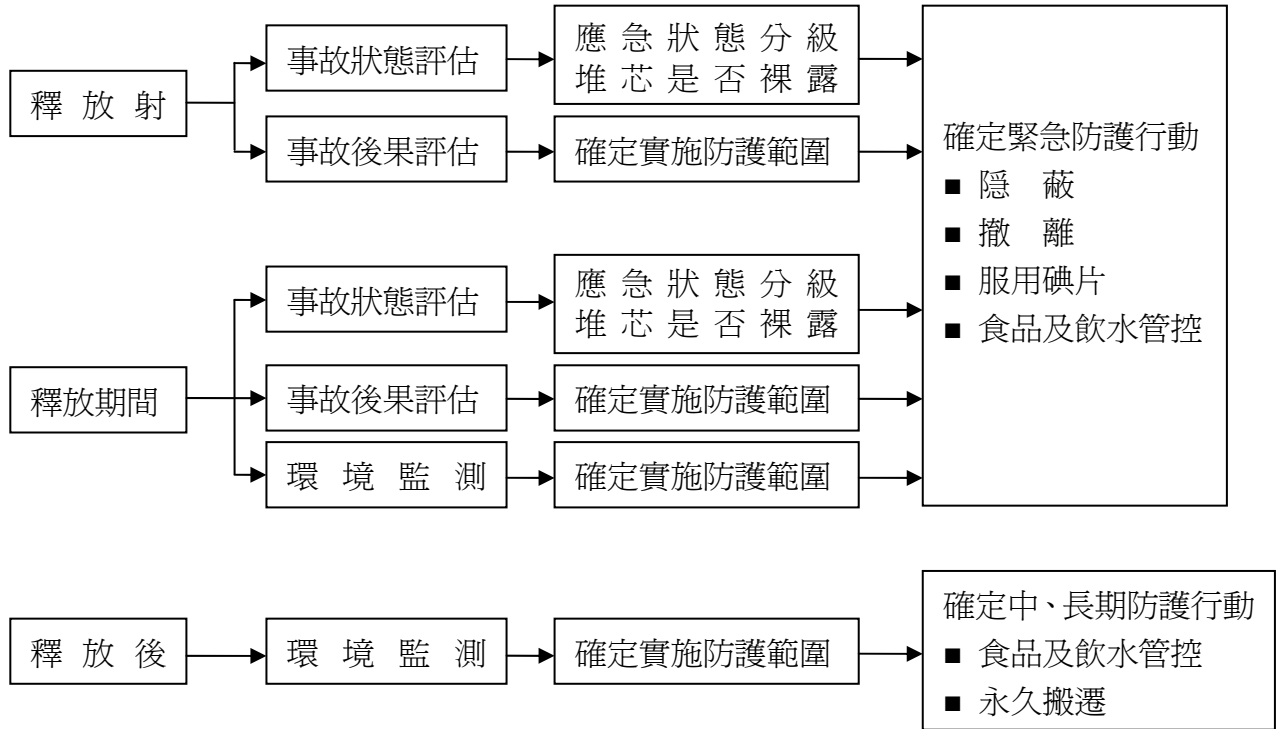 釋放射
事故狀態評估
應急狀態分級
堆芯是否裸露
事故後果評估
確定實施防護範圍
釋放期間
事故狀態評估
應急狀態分級
堆芯是否裸露
事故後果評估
確定實施防護範圍
環境監測
確定實施防護範圍
確定緊急防護行動
■ 隱蔽
■ 撤離
■ 服用碘片
■ 食品及飲水管控
釋放後
環境監測
確定實施防護範圍
確定中、長期防護行動
■ 食品及飲水管控
■ 永久搬遷